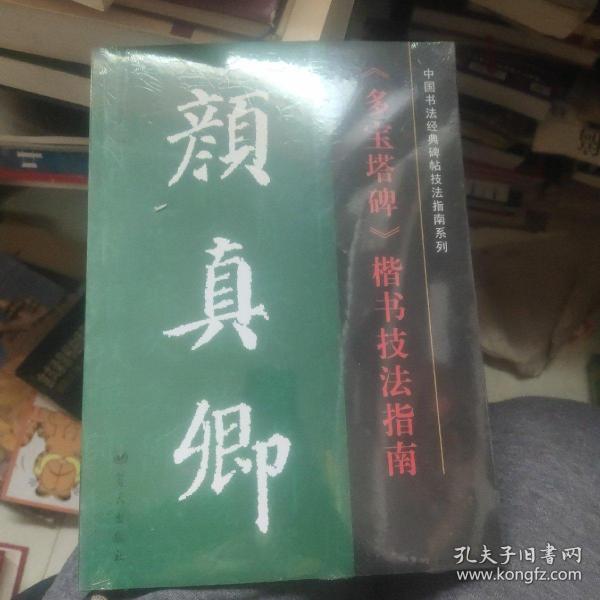 中国书法经典碑帖技法指南系列
《多宝塔碑》楷书技法指南
顔真卿
孔夫子旧书网
www.kongfz.com